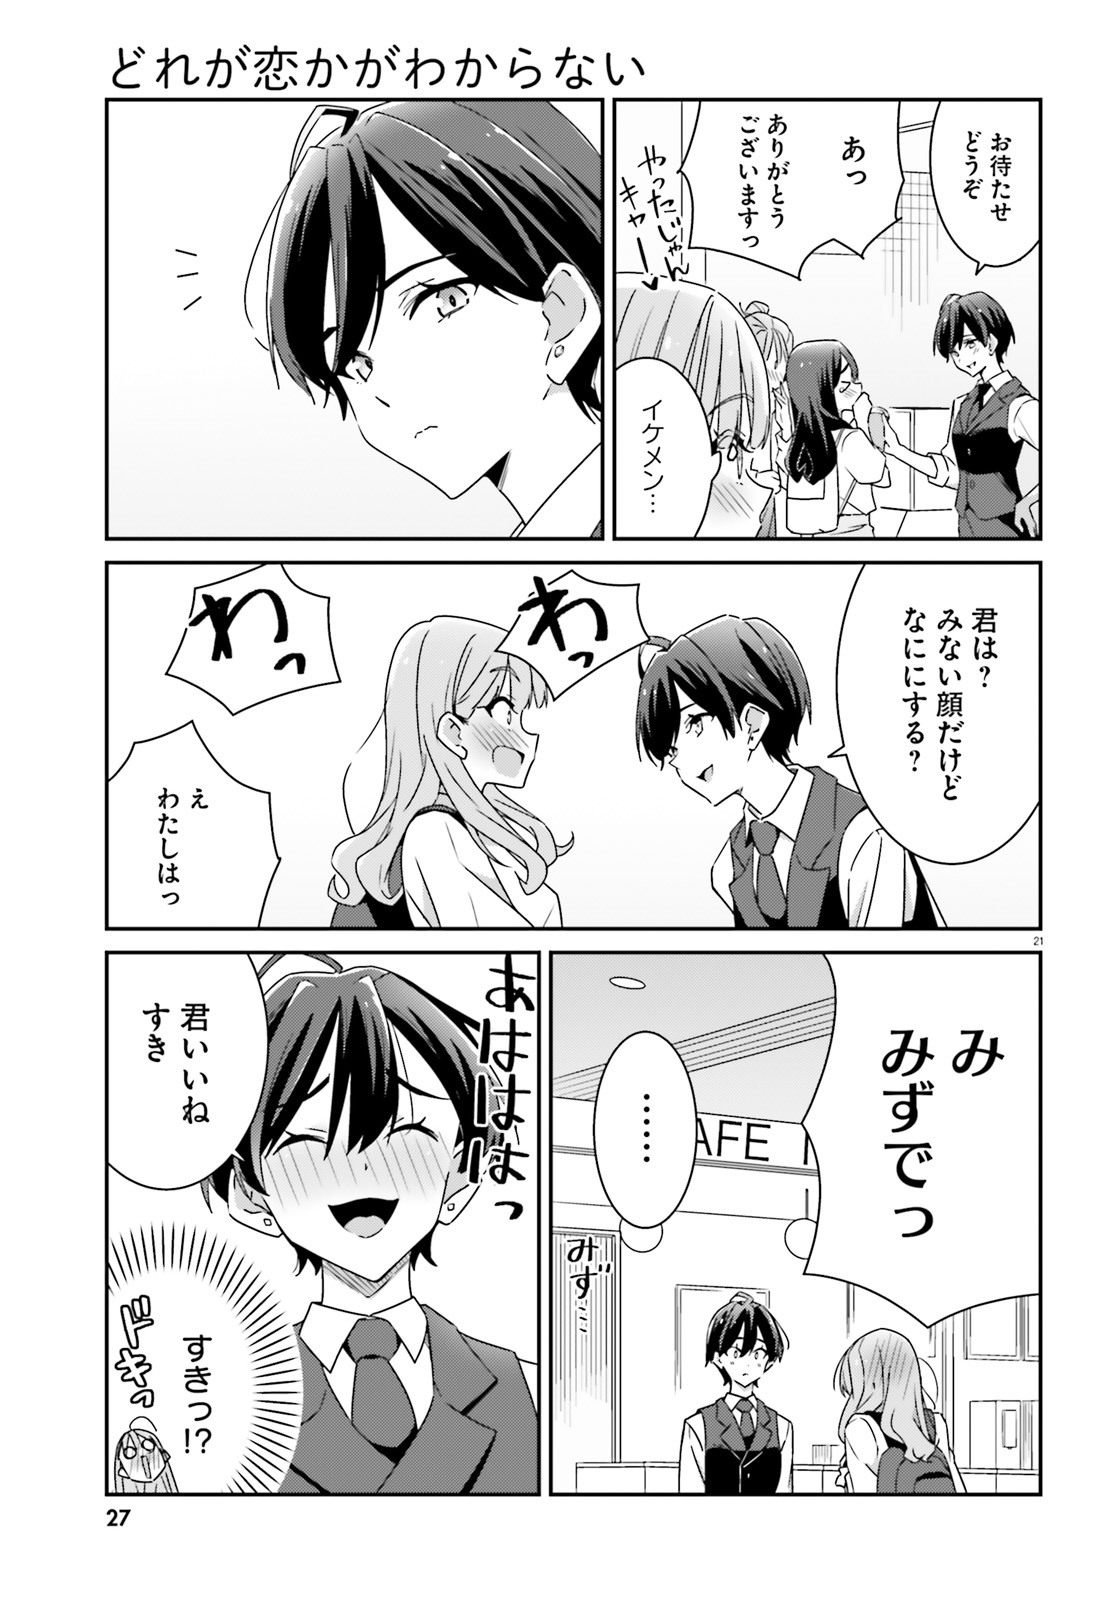 どれが恋かがわからない
お待たせ
どうぞ
あっ
ありがとう
ございますっ
やったじゃん
キャー
イケメン…
君は?
みない顔だけど
なににする?
わっ
わっ
え
わたしはっ
21
み
みずでっ
……
AFE
みず…
あはははっ
君いいね
すき
すきっ!?
ドキっ
27